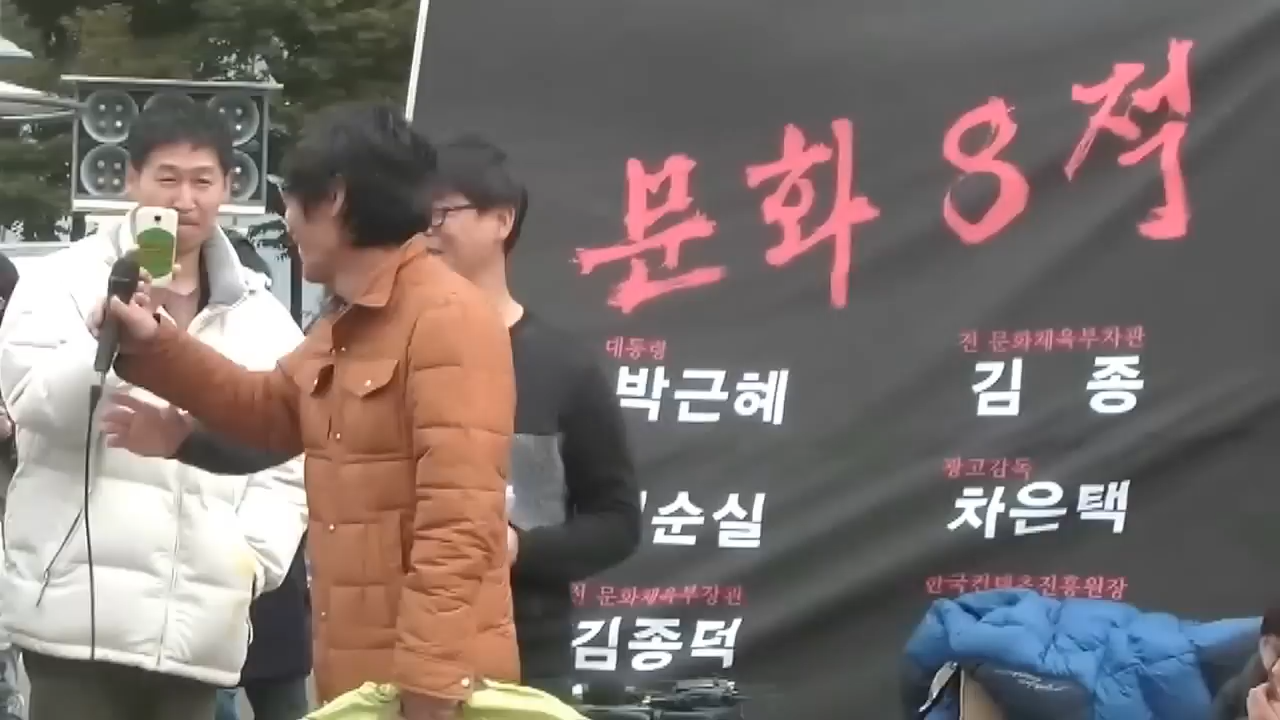 문화 8적
대통령
박근혜
전 문화체육부차관
김 종
순실
광고감독
차은택
전 문화체육부장관
김종덕
한국컨텐츠진흥원장